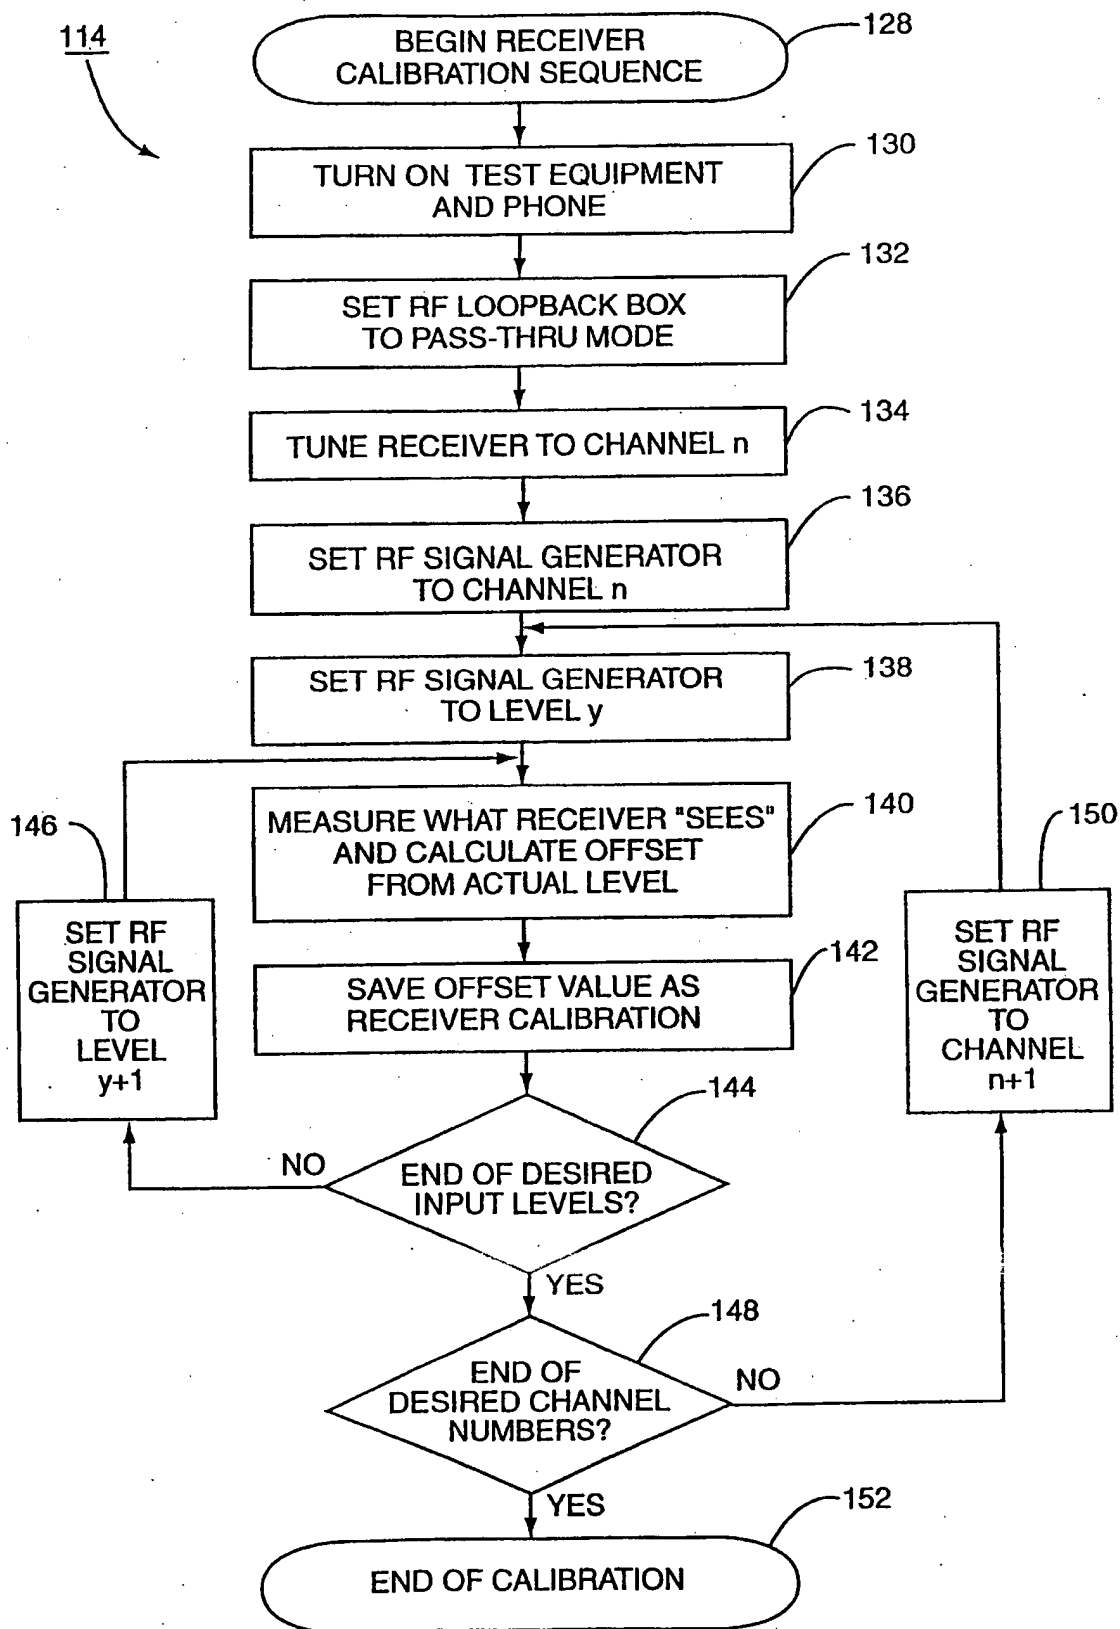 114
BEGIN RECEIVER
CALIBRATION SEQUENCE
128
TURN ON TEST EQUIPMENT
AND PHONE
130
SET RF LOOPBACK BOX
TO PASS-THRU MODE
132
TUNE RECEIVER TO CHANNEL n
134
SET RF SIGNAL GENERATOR
TO CHANNEL n
136
SET RF SIGNAL GENERATOR
TO LEVEL y
138
MEASURE WHAT RECEIVER "SEES"
AND CALCULATE OFFSET
FROM ACTUAL LEVEL
140
SAVE OFFSET VALUE AS
RECEIVER CALIBRATION
142
END OF DESIRED
INPUT LEVELS?
144
NO
146
SET RF
SIGNAL
GENERATOR
TO
LEVEL
y+1
YES
END OF
DESIRED CHANNEL
NUMBERS?
148
NO
150
SET RF
SIGNAL
GENERATOR
TO
CHANNEL
n+1
YES
END OF CALIBRATION
152